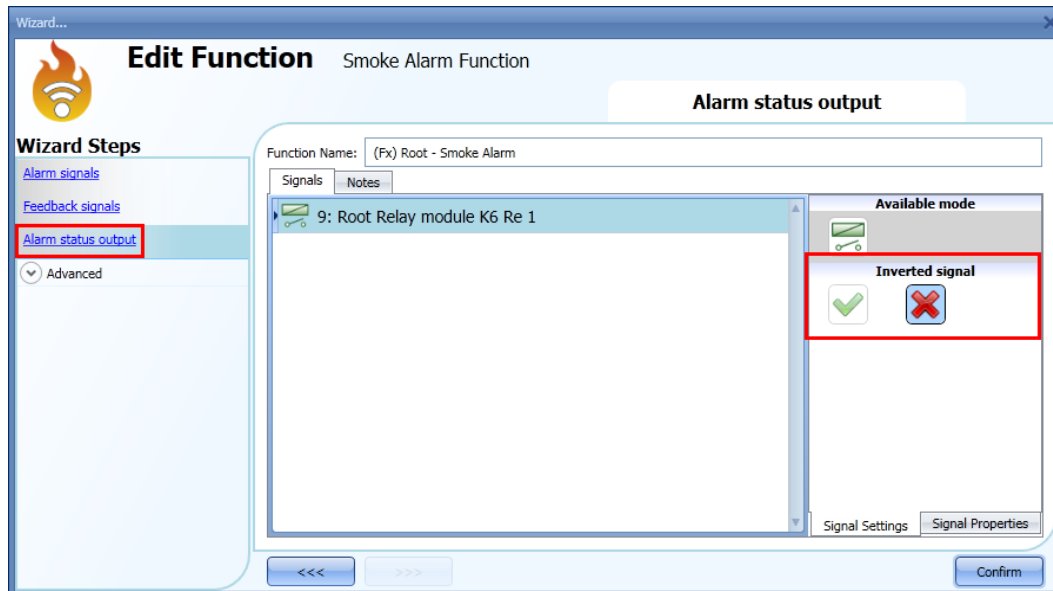 Wizard...
Edit Function Smoke Alarm Function
Alarm status output
Wizard Steps
Alarm signals
Feedback signals
Alarm status output
Advanced
Function Name: (Fx) Root - Smoke Alarm
Signals Notes
9: Root Relay module K6 Re 1
Available mode
Inverted signal
Signal Settings Signal Properties
<<< >>> Confirm